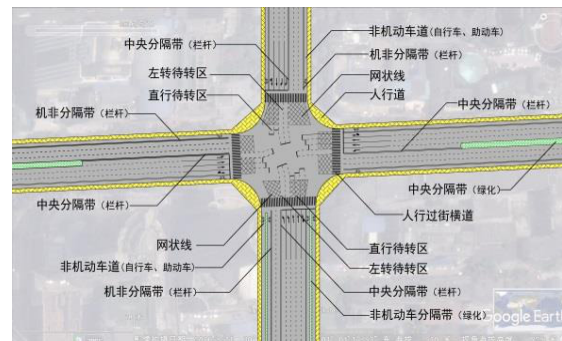 中央分隔带（栏杆）
非机动车道（自行车、助动车）
机非分隔带（栏杆）
左转待转区
网状线
直行待转区
人行道
机非分隔带（栏杆）
中央分隔带（栏杆）
中央分隔带（栏杆）
中央分隔带（绿化）
网状线
人行过街横道
非机动车道（自行车、助动车）
直行待转区
左转待转区
机非分隔带（栏杆）
中央分隔带（栏杆）
非机动车分隔带（绿化）
Google Earth